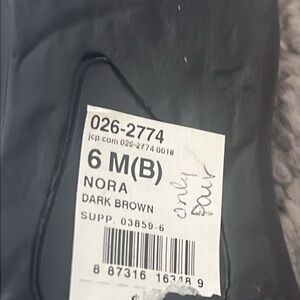 026-2774
jcp.com 026-2774 0018
6 M(B)
NORA
DARK BROWN
SUPP. 03859-6
only
pair
8 87316 16348 9